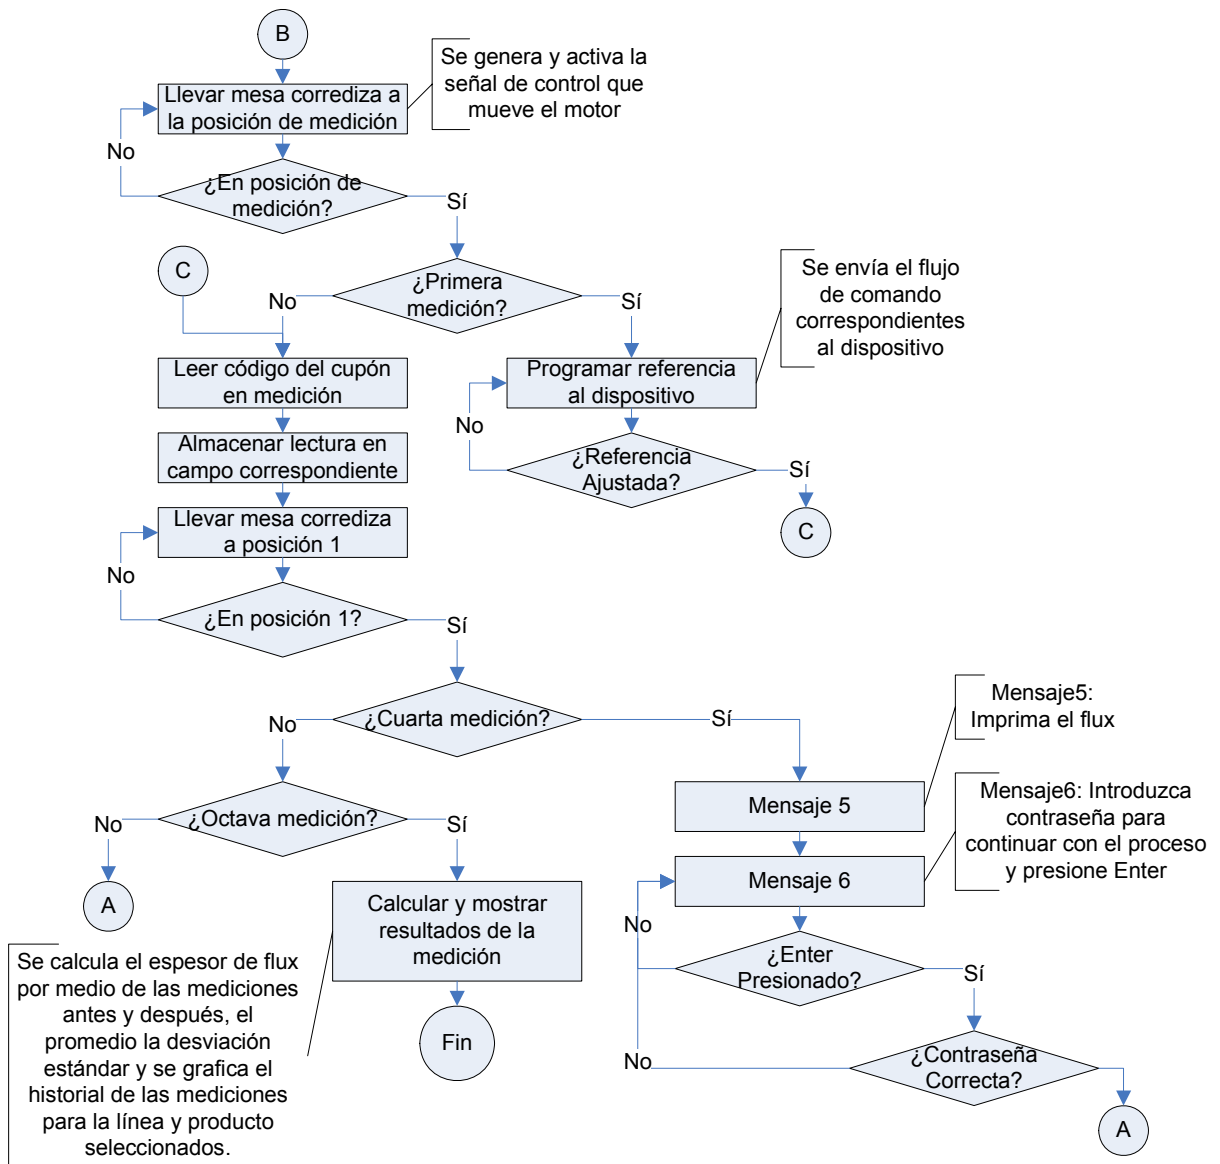 B
Se genera y activa la
señal de control que
mueve el motor
Llevar mesa corrediza a
la posición de medición
No
¿En posición de
medición?
Sí
C
¿Primera
medición?
No
Sí
Se envía el flujo
de comando
correspondientes
al dispositivo
Leer código del cupón
en medición
Programar referencia
al dispositivo
No
Almacenar lectura en
campo correspondiente
¿Referencia
Ajustada?
Sí
Llevar mesa corrediza
a posición 1
C
No
¿En posición 1?
Sí
Mensaje5:
Imprima el flux
No
¿Cuarta medición?
Sí
Mensaje 5
Mensaje6: Introduzca
contraseña para
continuar con el proceso
y presione Enter
No
¿Octava medición?
Sí
A
Calcular y mostrar
resultados de la
medición
Mensaje 6
No
¿Enter
Presionado?
Sí
Se calcula el espesor de flux
por medio de las mediciones
antes y después, el
promedio la desviación
estándar y se grafica el
historial de las mediciones
para la línea y producto
seleccionados.
Fin
No
¿Contraseña
Correcta?
A